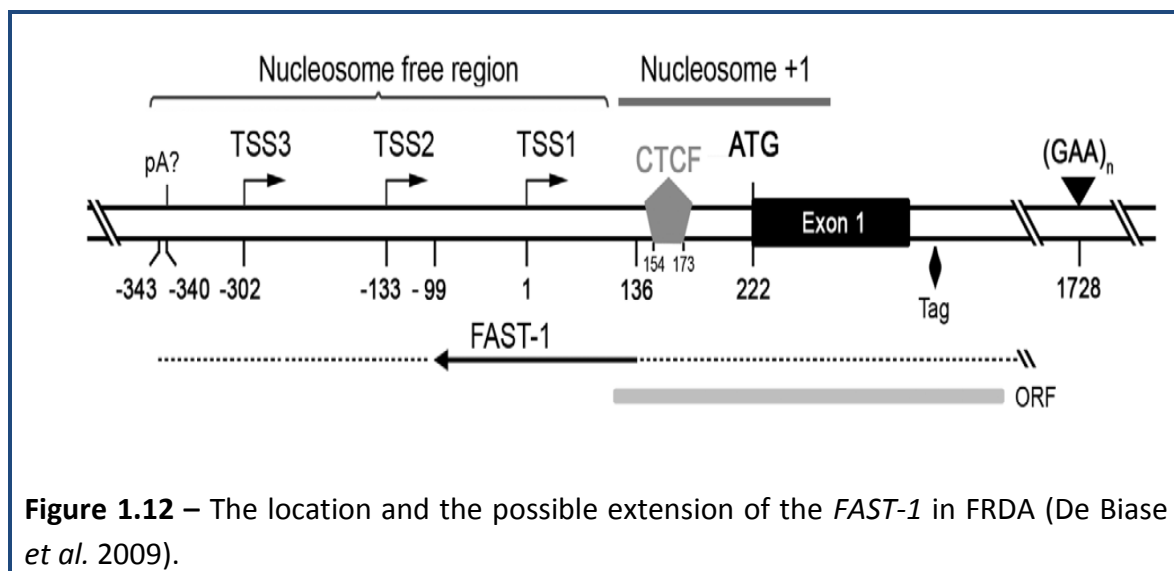 Nucleosome free region Nucleosome +1
pA? TSS3 TSS2 TSS1 CTCF ATG (GAA)n
Exon 1
154 173
-343 -340 -302 -133 - 99 1 136 222 Tag 1728
FAST-1
ORF
Figure 1.12 – The location and the possible extension of the FAST-1 in FRDA (De Biase
et al. 2009).